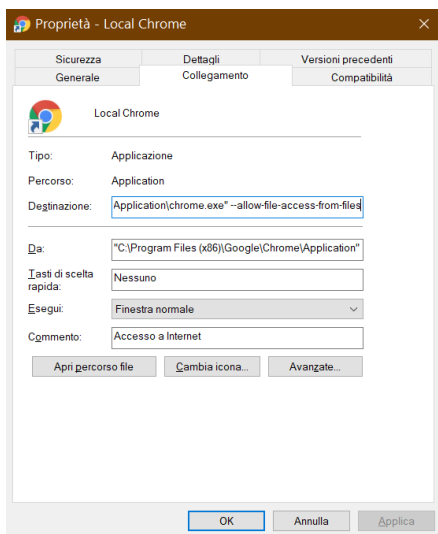 Proprietà - Local Chrome
Sicurezza Dettagli Versioni precedenti
Generale Collegamento Compatibilità
Local Chrome
Tipo: Applicazione
Percorso: Application
Destinazione: Application\chrome.exe" --allow-file-access-from-files
Da: "C:\Program Files (x86)\Google\Chrome\Application"
Tasti di scelta rapida: Nessuno
Esegui: Finestra normale
Commento: Accesso a Internet
Apri percorso file Cambia icona... Avanzate...
OK Annulla Applica